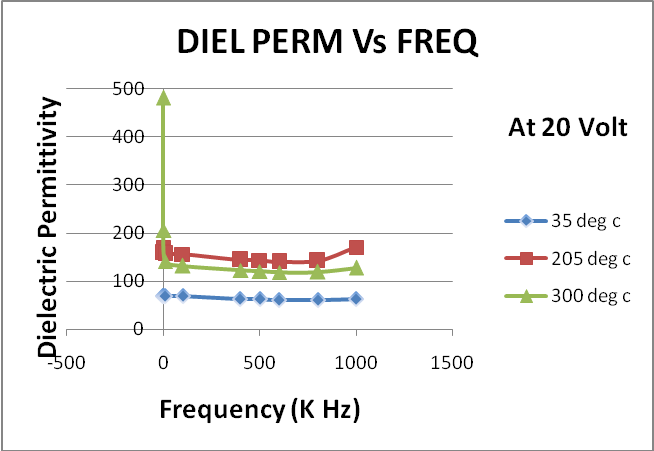 DIEL PERM Vs FREQ
Dielectric Permittivity
500
400
300
200
100
0
-500
0
500
1000
1500
Frequency (K Hz)
At 20 Volt
35 deg c
205 deg c
300 deg c